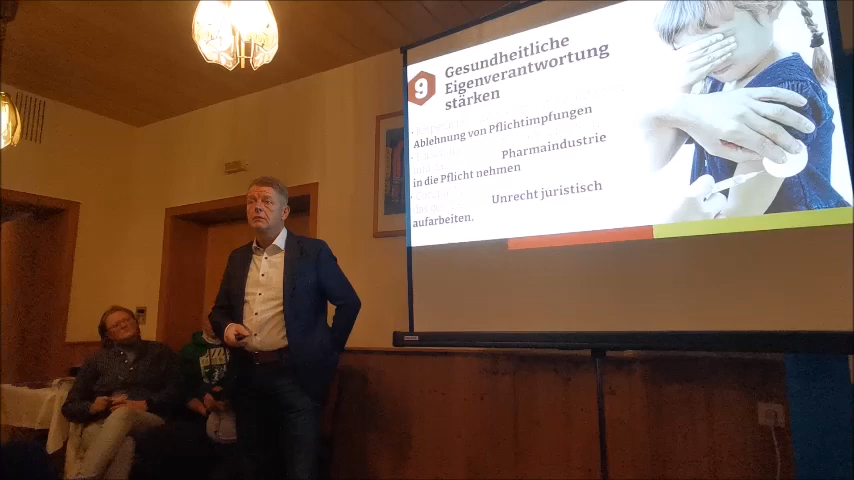 9
Gesundheitliche
Eigenverantwortung
stärken
Ablehnung von Pflichtimpfungen
Pharmaindustrie
in die Pflicht nehmen
Unrecht juristisch
aufarbeiten.